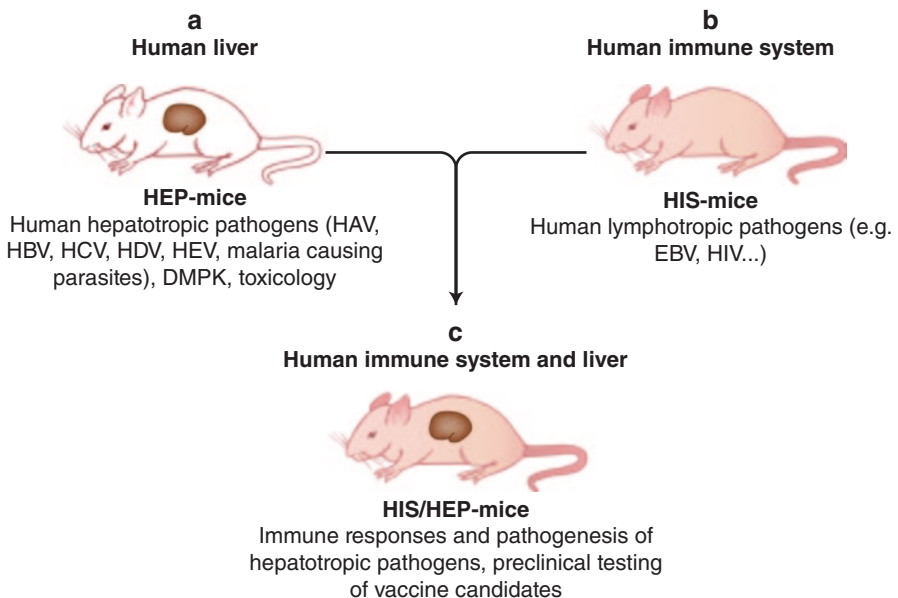 a
Human liver
HEP-mice
Human hepatotropic pathogens (HAV,
HBV, HCV, HDV, HEV, malaria causing
parasites), DMPK, toxicology
b
Human immune system
HIS-mice
Human lymphotropic pathogens (e.g.
EBV, HIV...)
c
Human immune system and liver
HIS/HEP-mice
Immune responses and pathogenesis of
hepatotropic pathogens, preclinical testing
of vaccine candidates